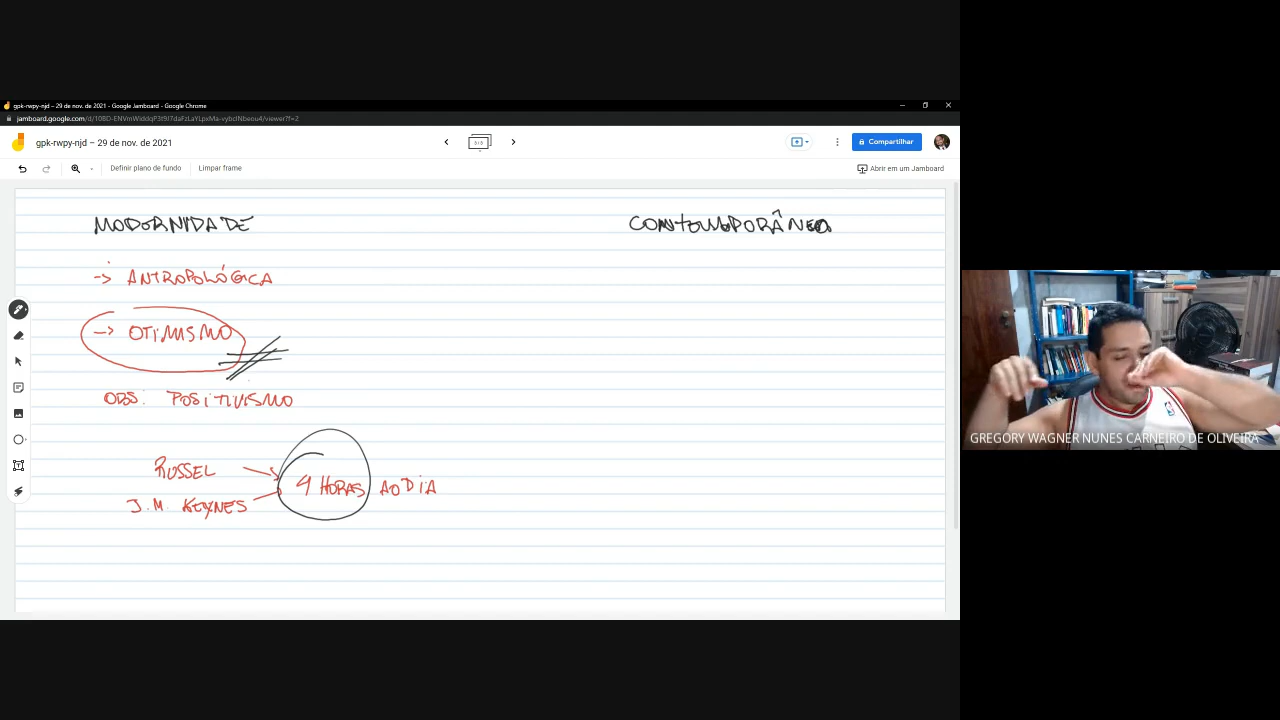 gpk-rwpy-njd – 29 de nov. de 2021 - Google Jamboard - Google Chrome
gpk-rwpy-njd – 29 de nov. de 2021
Compartilhar
Definir plano de fundo
Limpar frame
Abrir em um Jamboard
MODERNIDADE
CONTEMPORÂNEO
-> ANTROPOLÓGICA
-> OTIMISMO
OBS: POSITIVISMO
RUSSEL
4 HORAS AO DIA
J.M. KEYNES
GREGORY WAGNER NUNES CARNEIRO DE OLIVEIRA